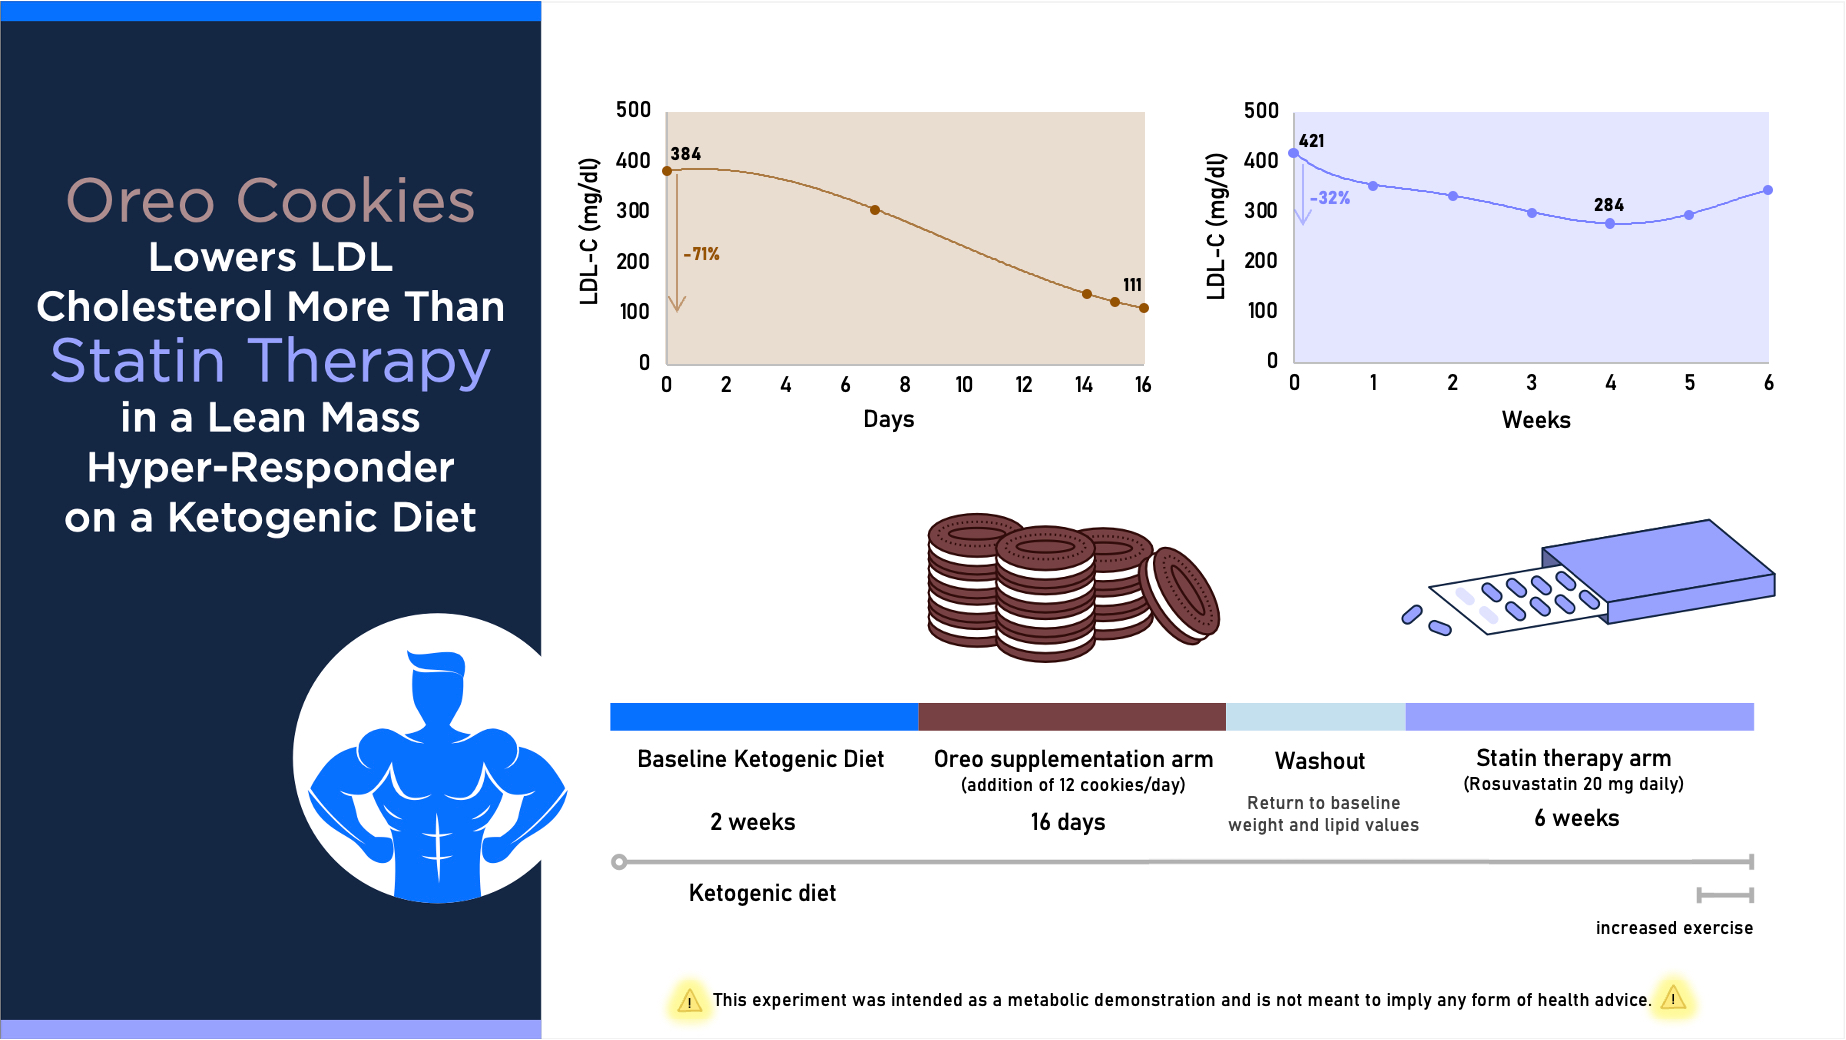 Oreo Cookies
Lowers LDL
Cholesterol More Than
Statin Therapy
in a Lean Mass
Hyper-Responder
on a Ketogenic Diet
LDL-C (mg/dl)
500
400
300
200
100
0
384
-71%
111
0 2 4 6 8 10 12 14 16
Days
LDL-C (mg/dl)
500
400
300
200
100
0
421
-32%
284
0 1 2 3 4 5 6
Weeks
Baseline Ketogenic Diet
2 weeks
Oreo supplementation arm
(addition of 12 cookies/day)
16 days
Washout
Return to baseline
weight and lipid values
Statin therapy arm
(Rosuvastatin 20 mg daily)
6 weeks
Ketogenic diet
increased exercise
! This experiment was intended as a metabolic demonstration and is not meant to imply any form of health advice. !